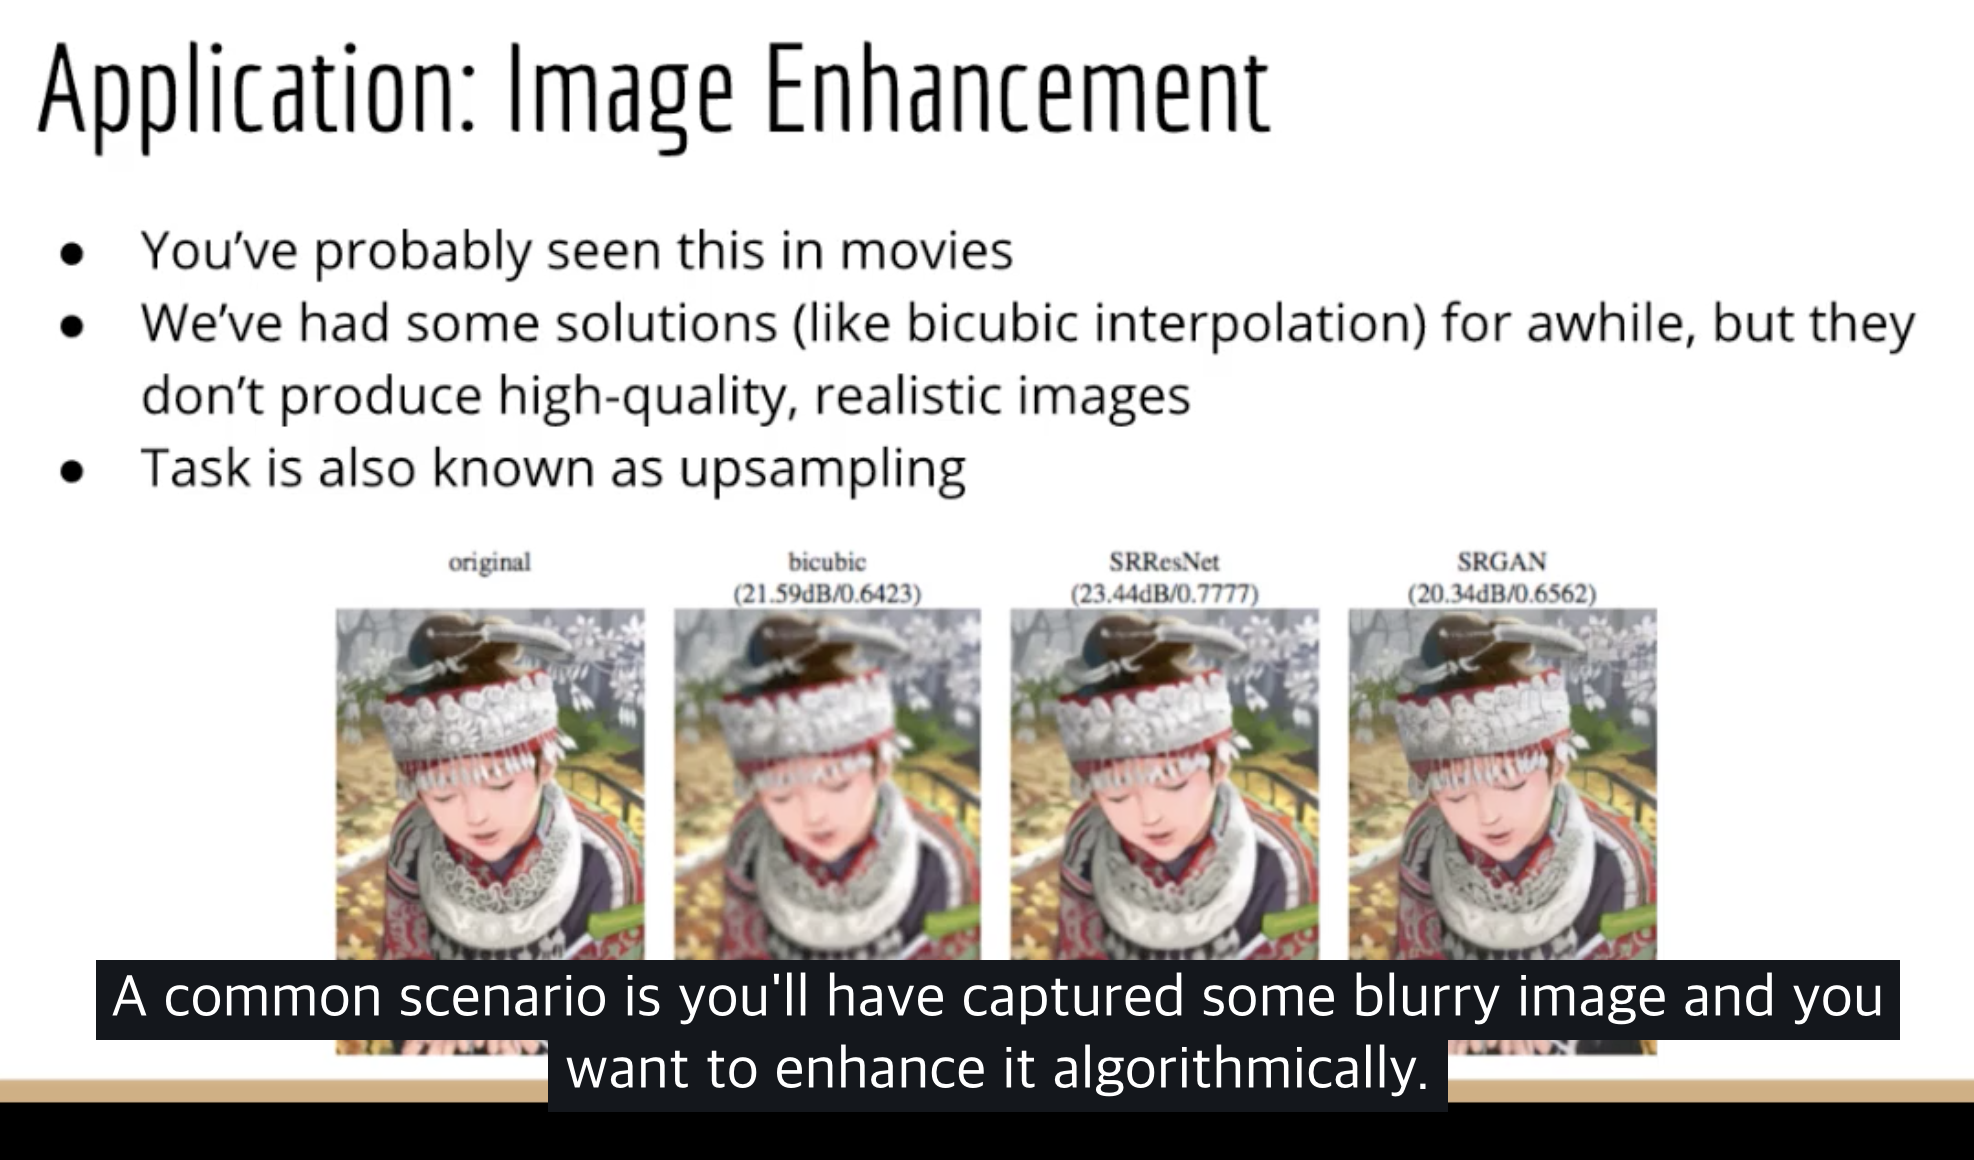 Application: Image Enhancement
● You’ve probably seen this in movies
● We’ve had some solutions (like bicubic interpolation) for awhile, but they
don’t produce high-quality, realistic images
● Task is also known as upsampling
original
bicubic
(21.59dB/0.6423)
SRResNet
(23.44dB/0.7777)
SRGAN
(20.34dB/0.6562)
A common scenario is you'll have captured some blurry image and you
want to enhance it algorithmically.